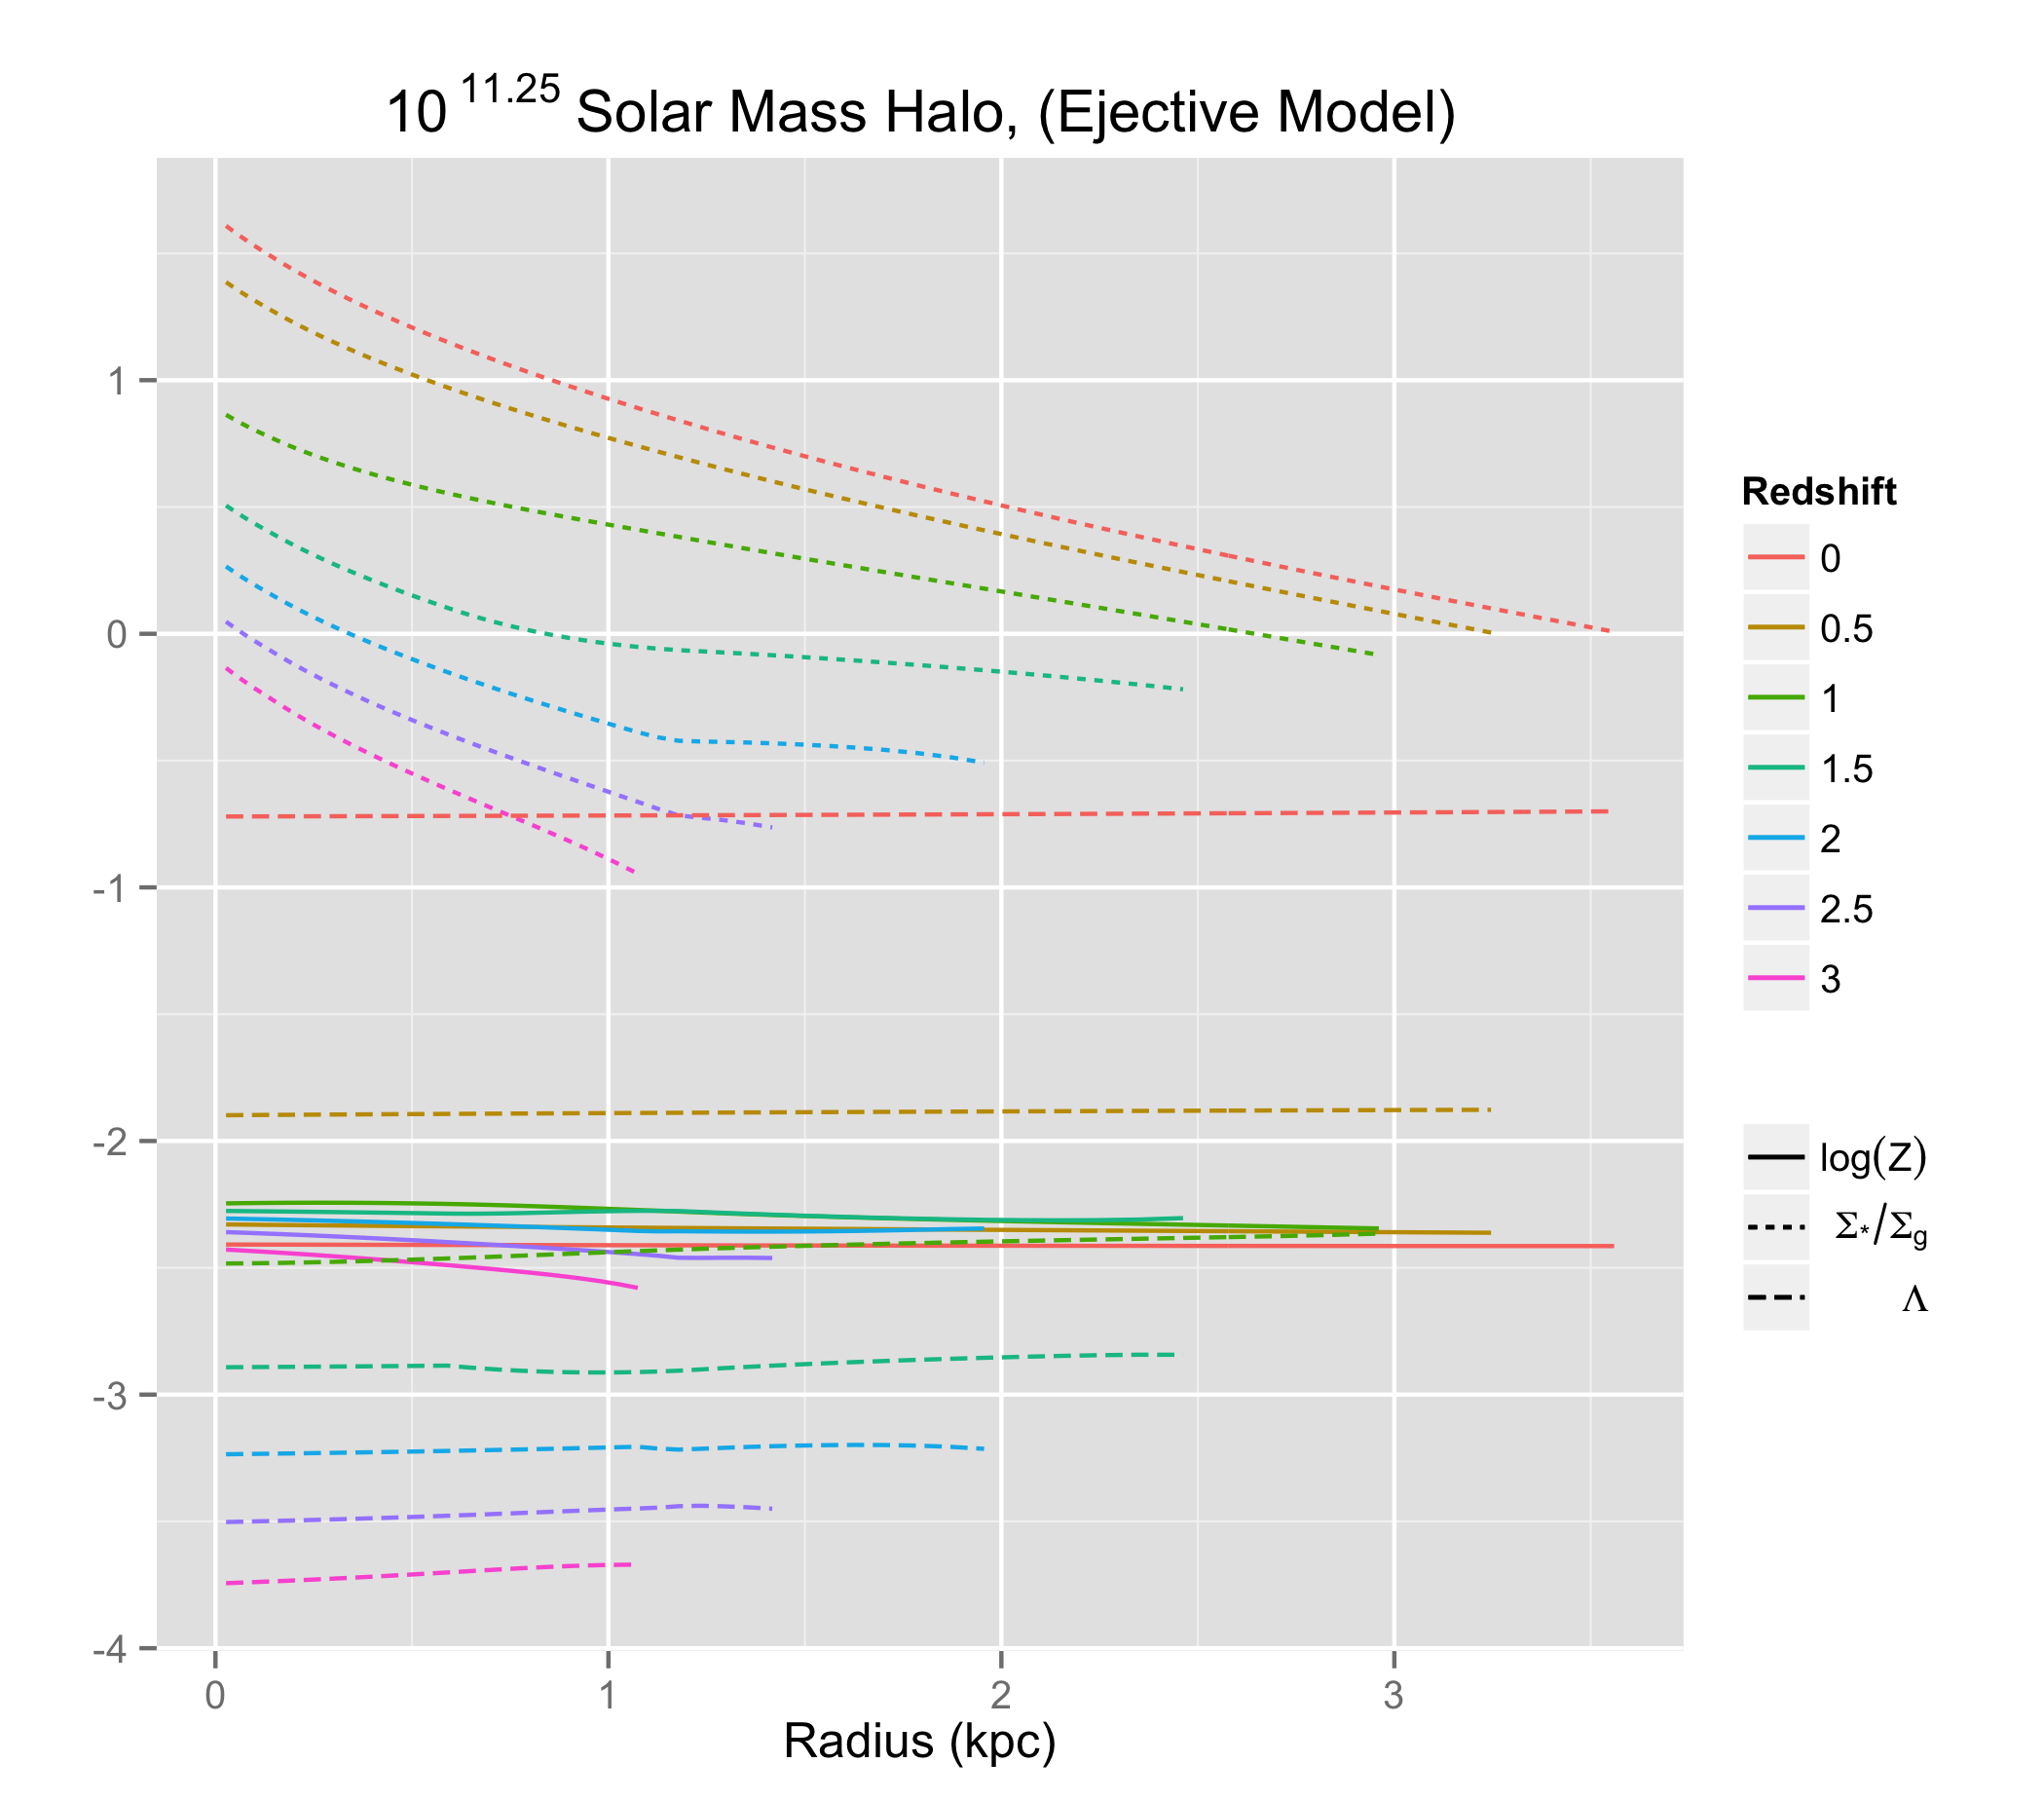 10 11.25 Solar Mass Halo, (Ejective Model)
1
0
-1
-2
-3
-4
0
1
2
3
Radius (kpc)
Redshift
0
0.5
1
1.5
2
2.5
3
log(Z)
Σ*/Σg
Λ